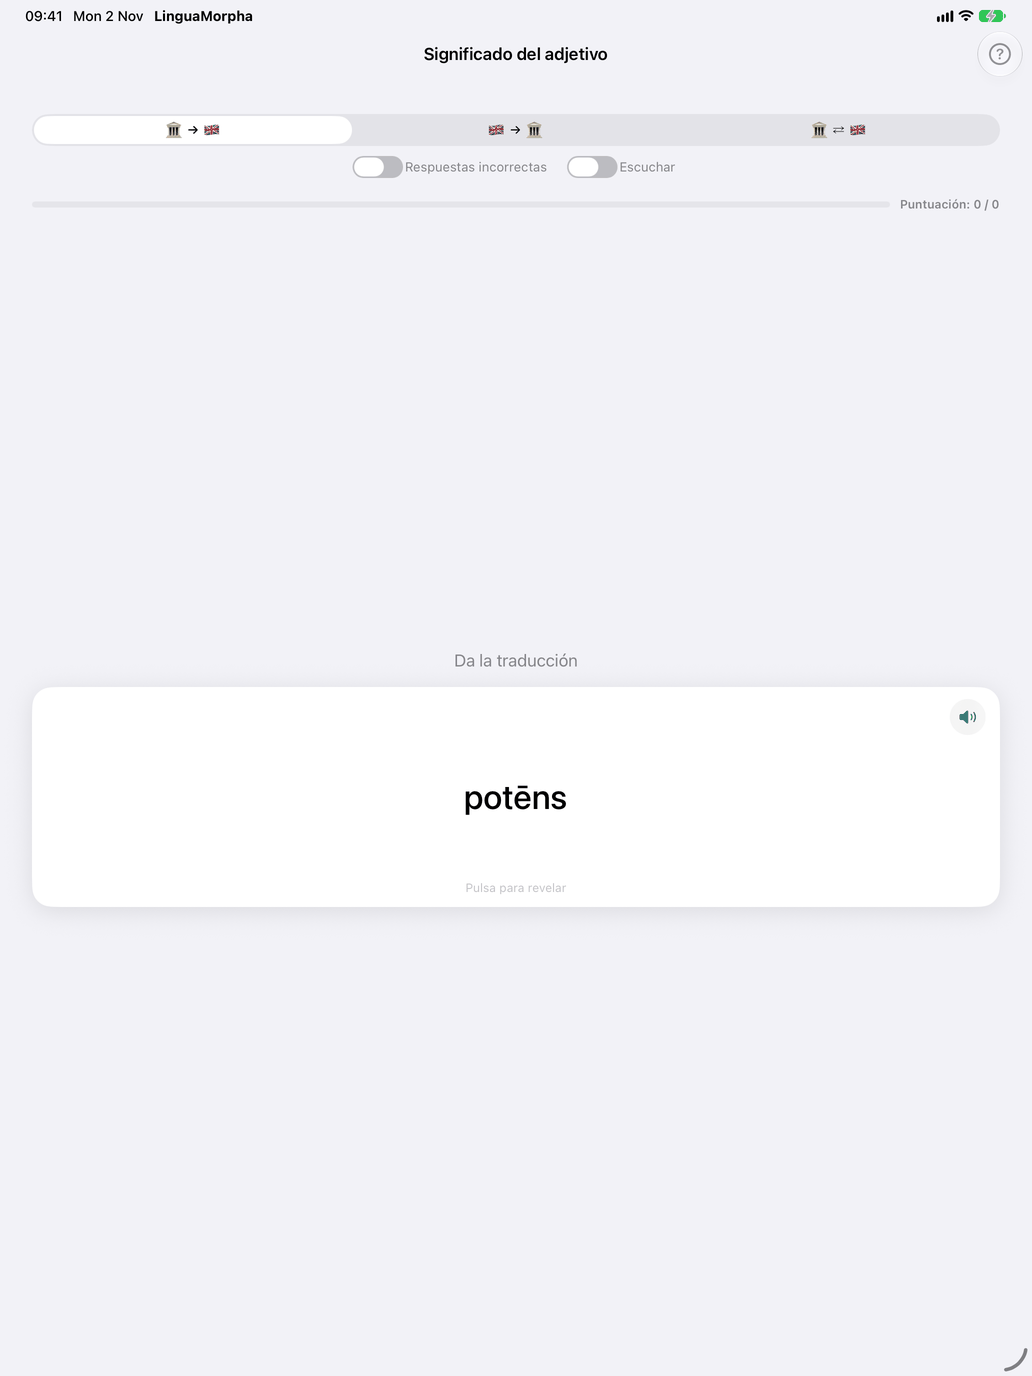 09:41 Mon 2 Nov LinguaMorpha
Significado del adjetivo
?
🏛️ → 🇬🇧
🇬🇧 → 🏛️
🏛️ ⇄ 🇬🇧
Respuestas incorrectas
Escuchar
Puntuación: 0 / 0
Da la traducción
potēns
Pulsa para revelar